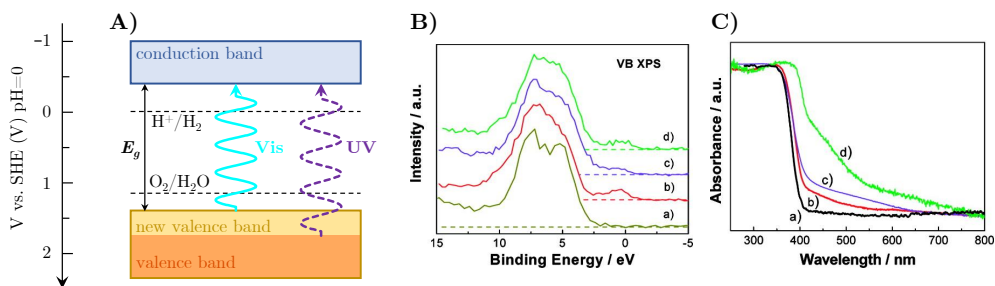 A)
V vs. SHE (V) pH=0
−1
0
1
2
conduction band
H⁺/H₂
E_g
Vis
UV
O₂/H₂O
new valence band
valence band
B)
VB XPS
Intensity / a.u.
d)
c)
b)
a)
15
10
5
0
-5
Binding Energy / eV
C)
Absorbance / a.u.
d)
c)
b)
a)
300
400
500
600
700
800
Wavelength / nm